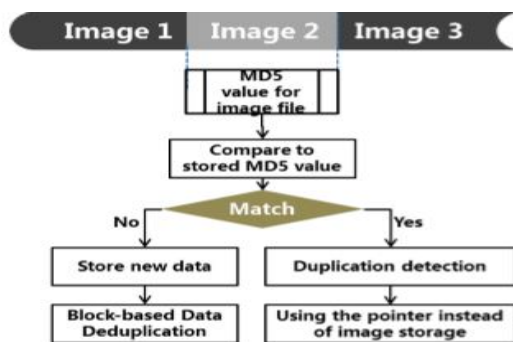 Image 1 Image 2 Image 3
MD5
value for
image file
Compare to
stored MD5 value
Match
No
Yes
Store new data
Duplication detection
Block-based Data
Deduplication
Using the pointer instead
of image storage